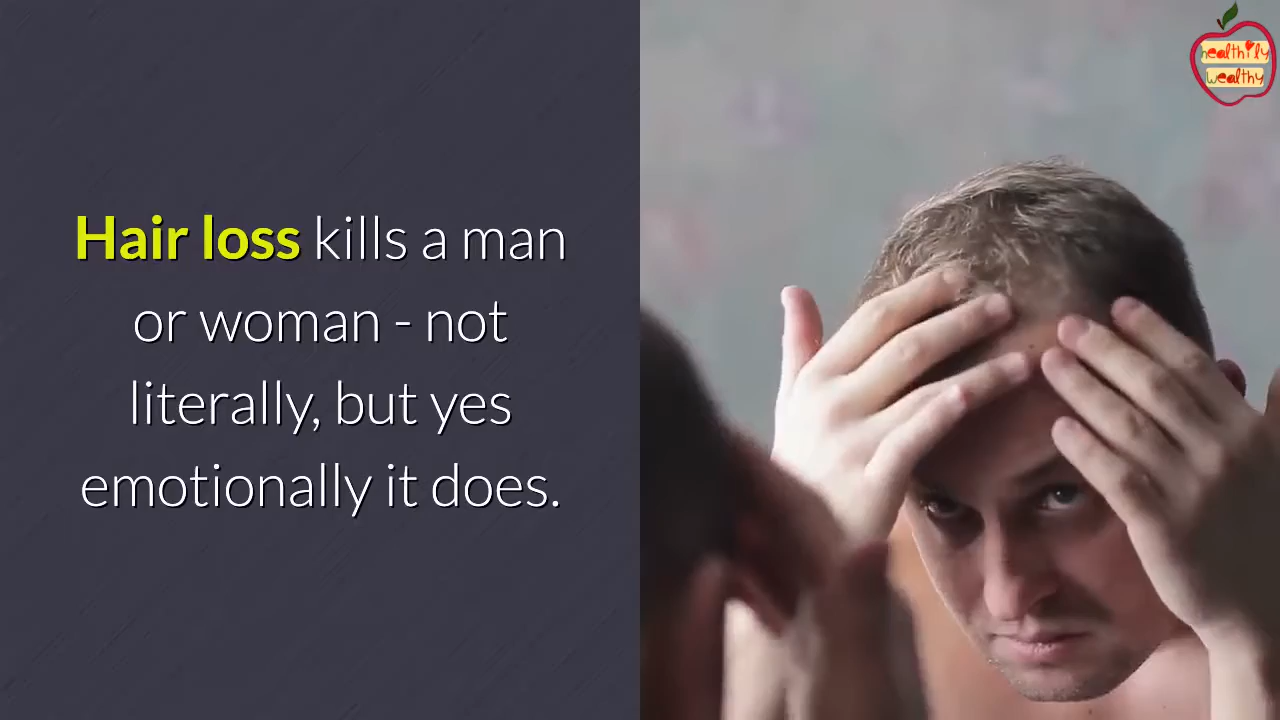 Hair loss kills a man
or woman - not
literally, but yes
emotionally it does.
healthily
wealthy